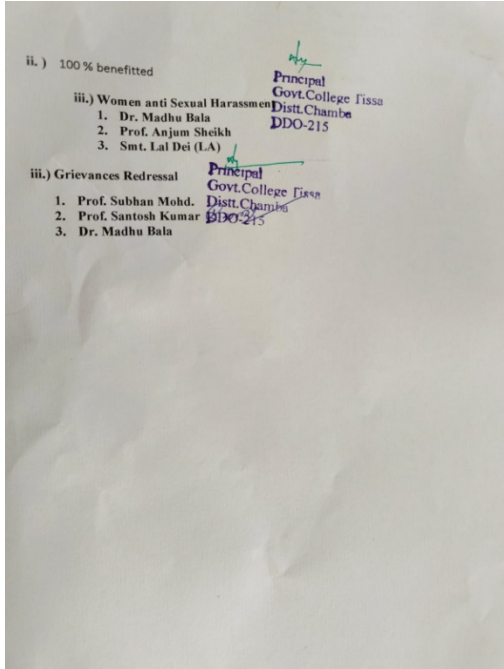 ii. ) 100 % benefitted
Principal
Govt.College Tissa
Distt.Chamba
DDO-215
iii.) Women anti Sexual Harassment
1. Dr. Madhu Bala
2. Prof. Anjum Sheikh
3. Smt. Lal Dei (LA)
iii.) Grievances Redressal
Principal
Govt.College Tissa
Distt.Chamba
DDO-215
1. Prof. Subhan Mohd.
2. Prof. Santosh Kumar
3. Dr. Madhu Bala